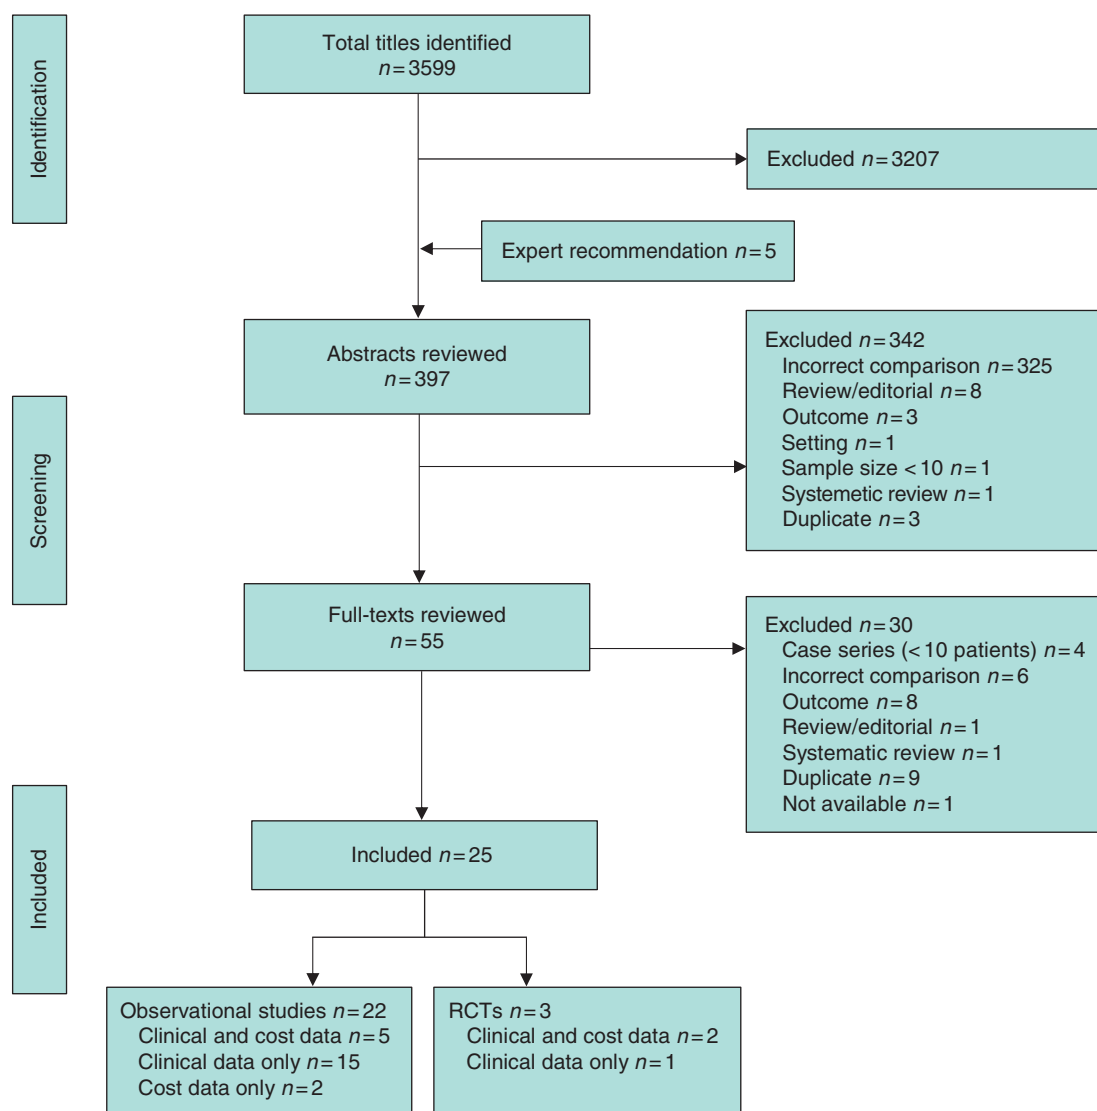 Identification
Total titles identified
n=3599
Excluded n=3207
Expert recommendation n=5
Screening
Abstracts reviewed
n=397
Excluded n=342
Incorrect comparison n=325
Review/editorial n=8
Outcome n=3
Setting n=1
Sample size <10 n=1
Systemetic review n=1
Duplicate n=3
Full-texts reviewed
n=55
Excluded n=30
Case series (<10 patients) n=4
Incorrect comparison n=6
Outcome n=8
Review/editorial n=1
Systematic review n=1
Duplicate n=9
Not available n=1
Included
Included n=25
Observational studies n=22
Clinical and cost data n=5
Clinical data only n=15
Cost data only n=2
RCTs n=3
Clinical and cost data n=2
Clinical data only n=1